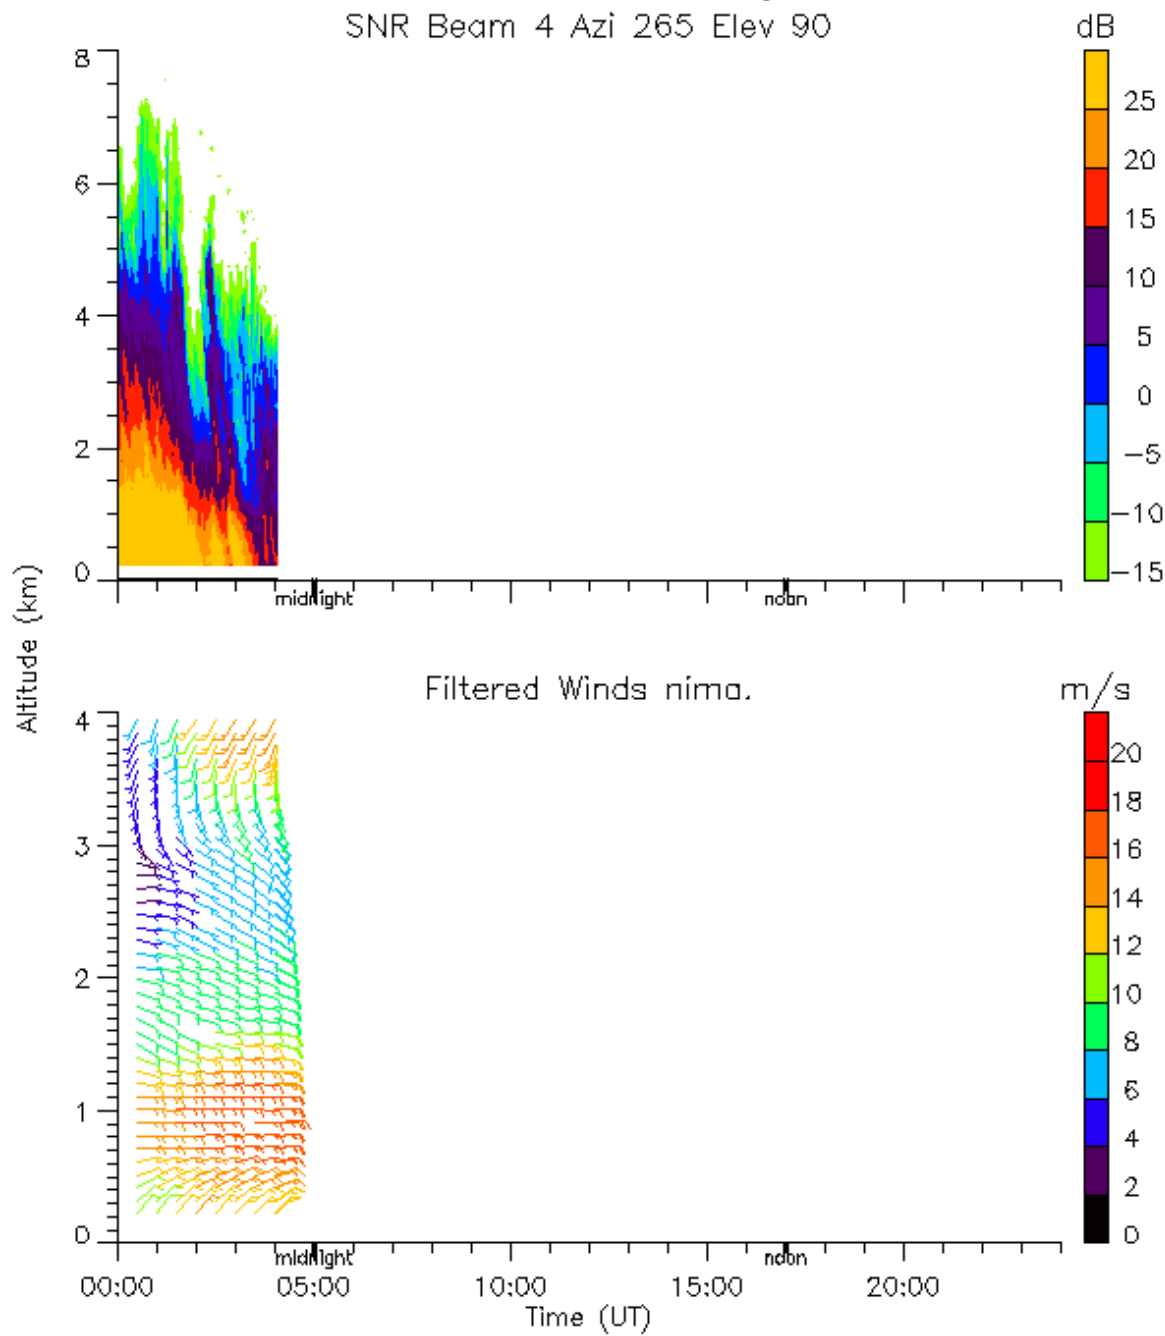 SNR Beam 4 Azi 265 Elev 90
dB
8
6
4
2
0
25
20
15
10
5
0
−5
−10
−15
midnight
noon
Altitude (km)
Filtered Winds nima.
m/s
4
3
2
1
0
20
18
16
14
12
10
8
6
4
2
0
midnight
noon
00:00 05:00 10:00 15:00 20:00
Time (UT)